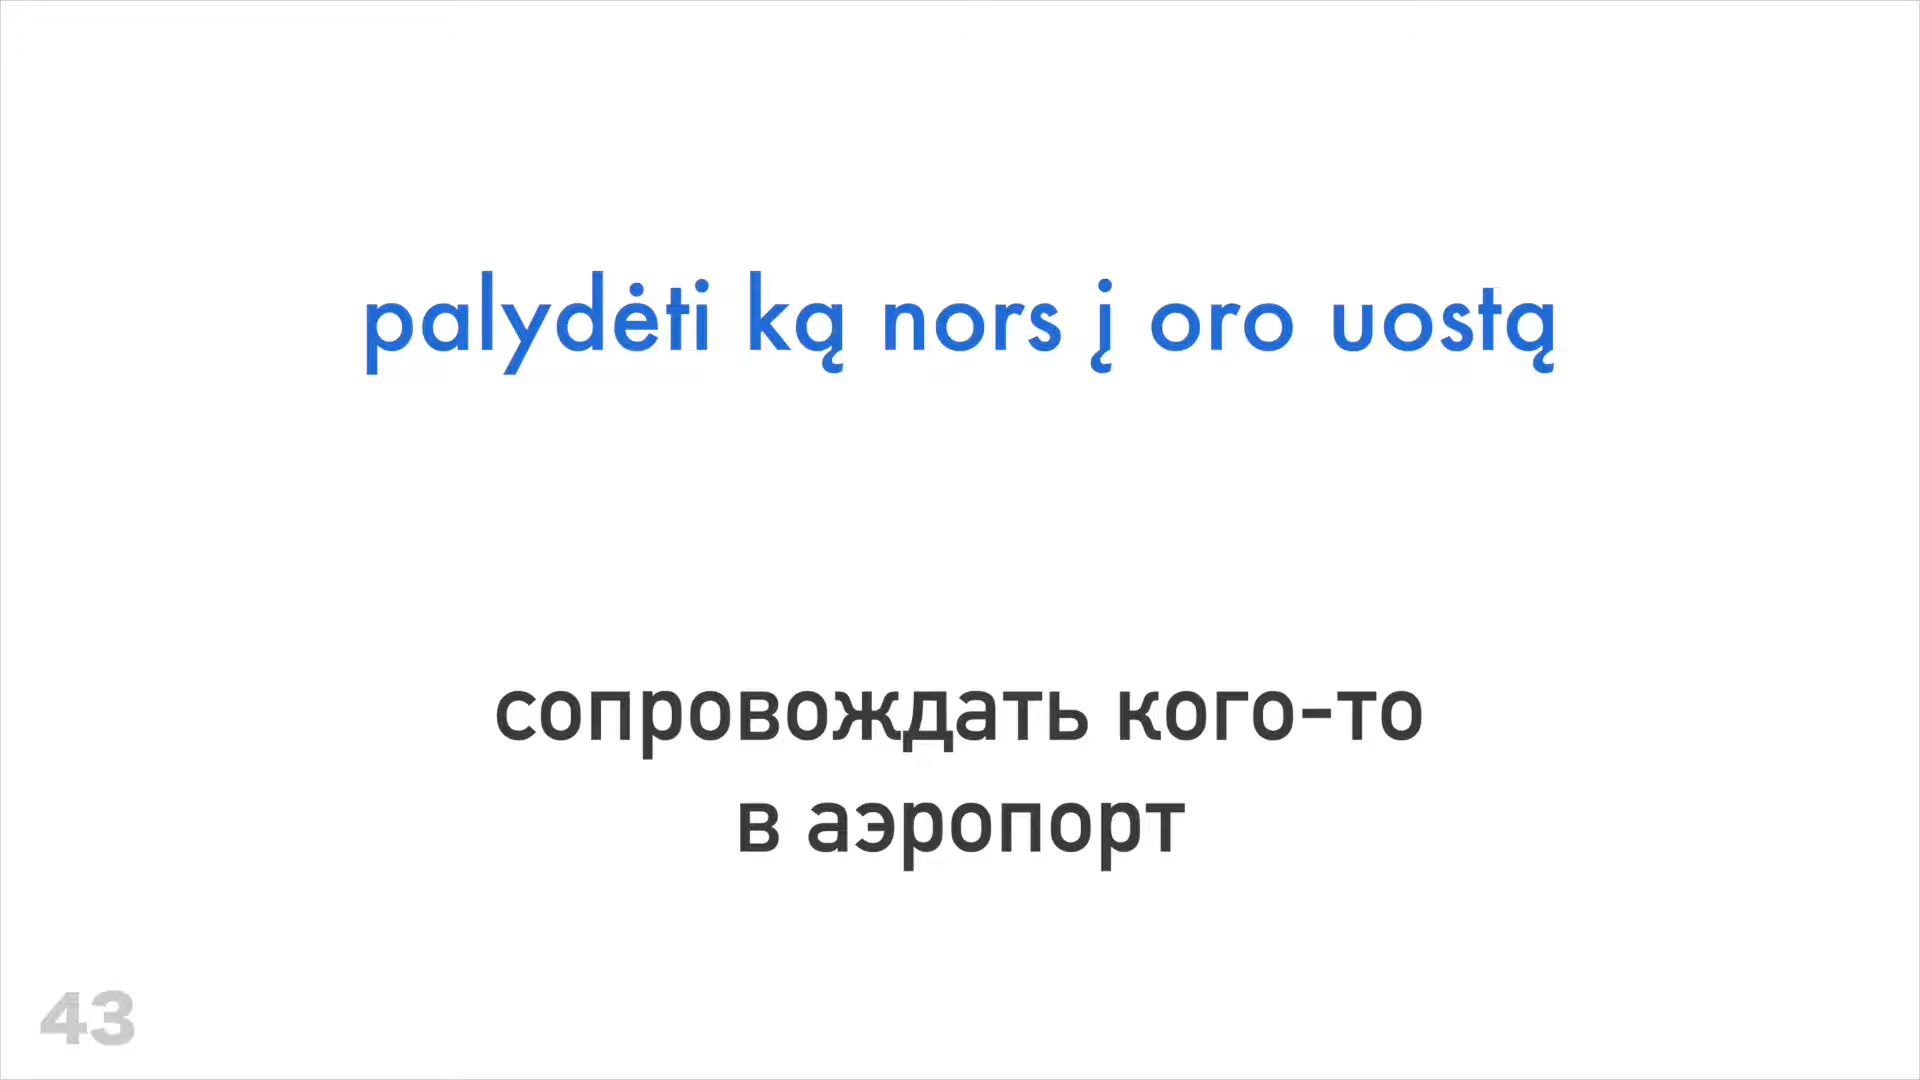 palydėti ką nors į oro uostą
сопровождать кого-то
в аэропорт
43